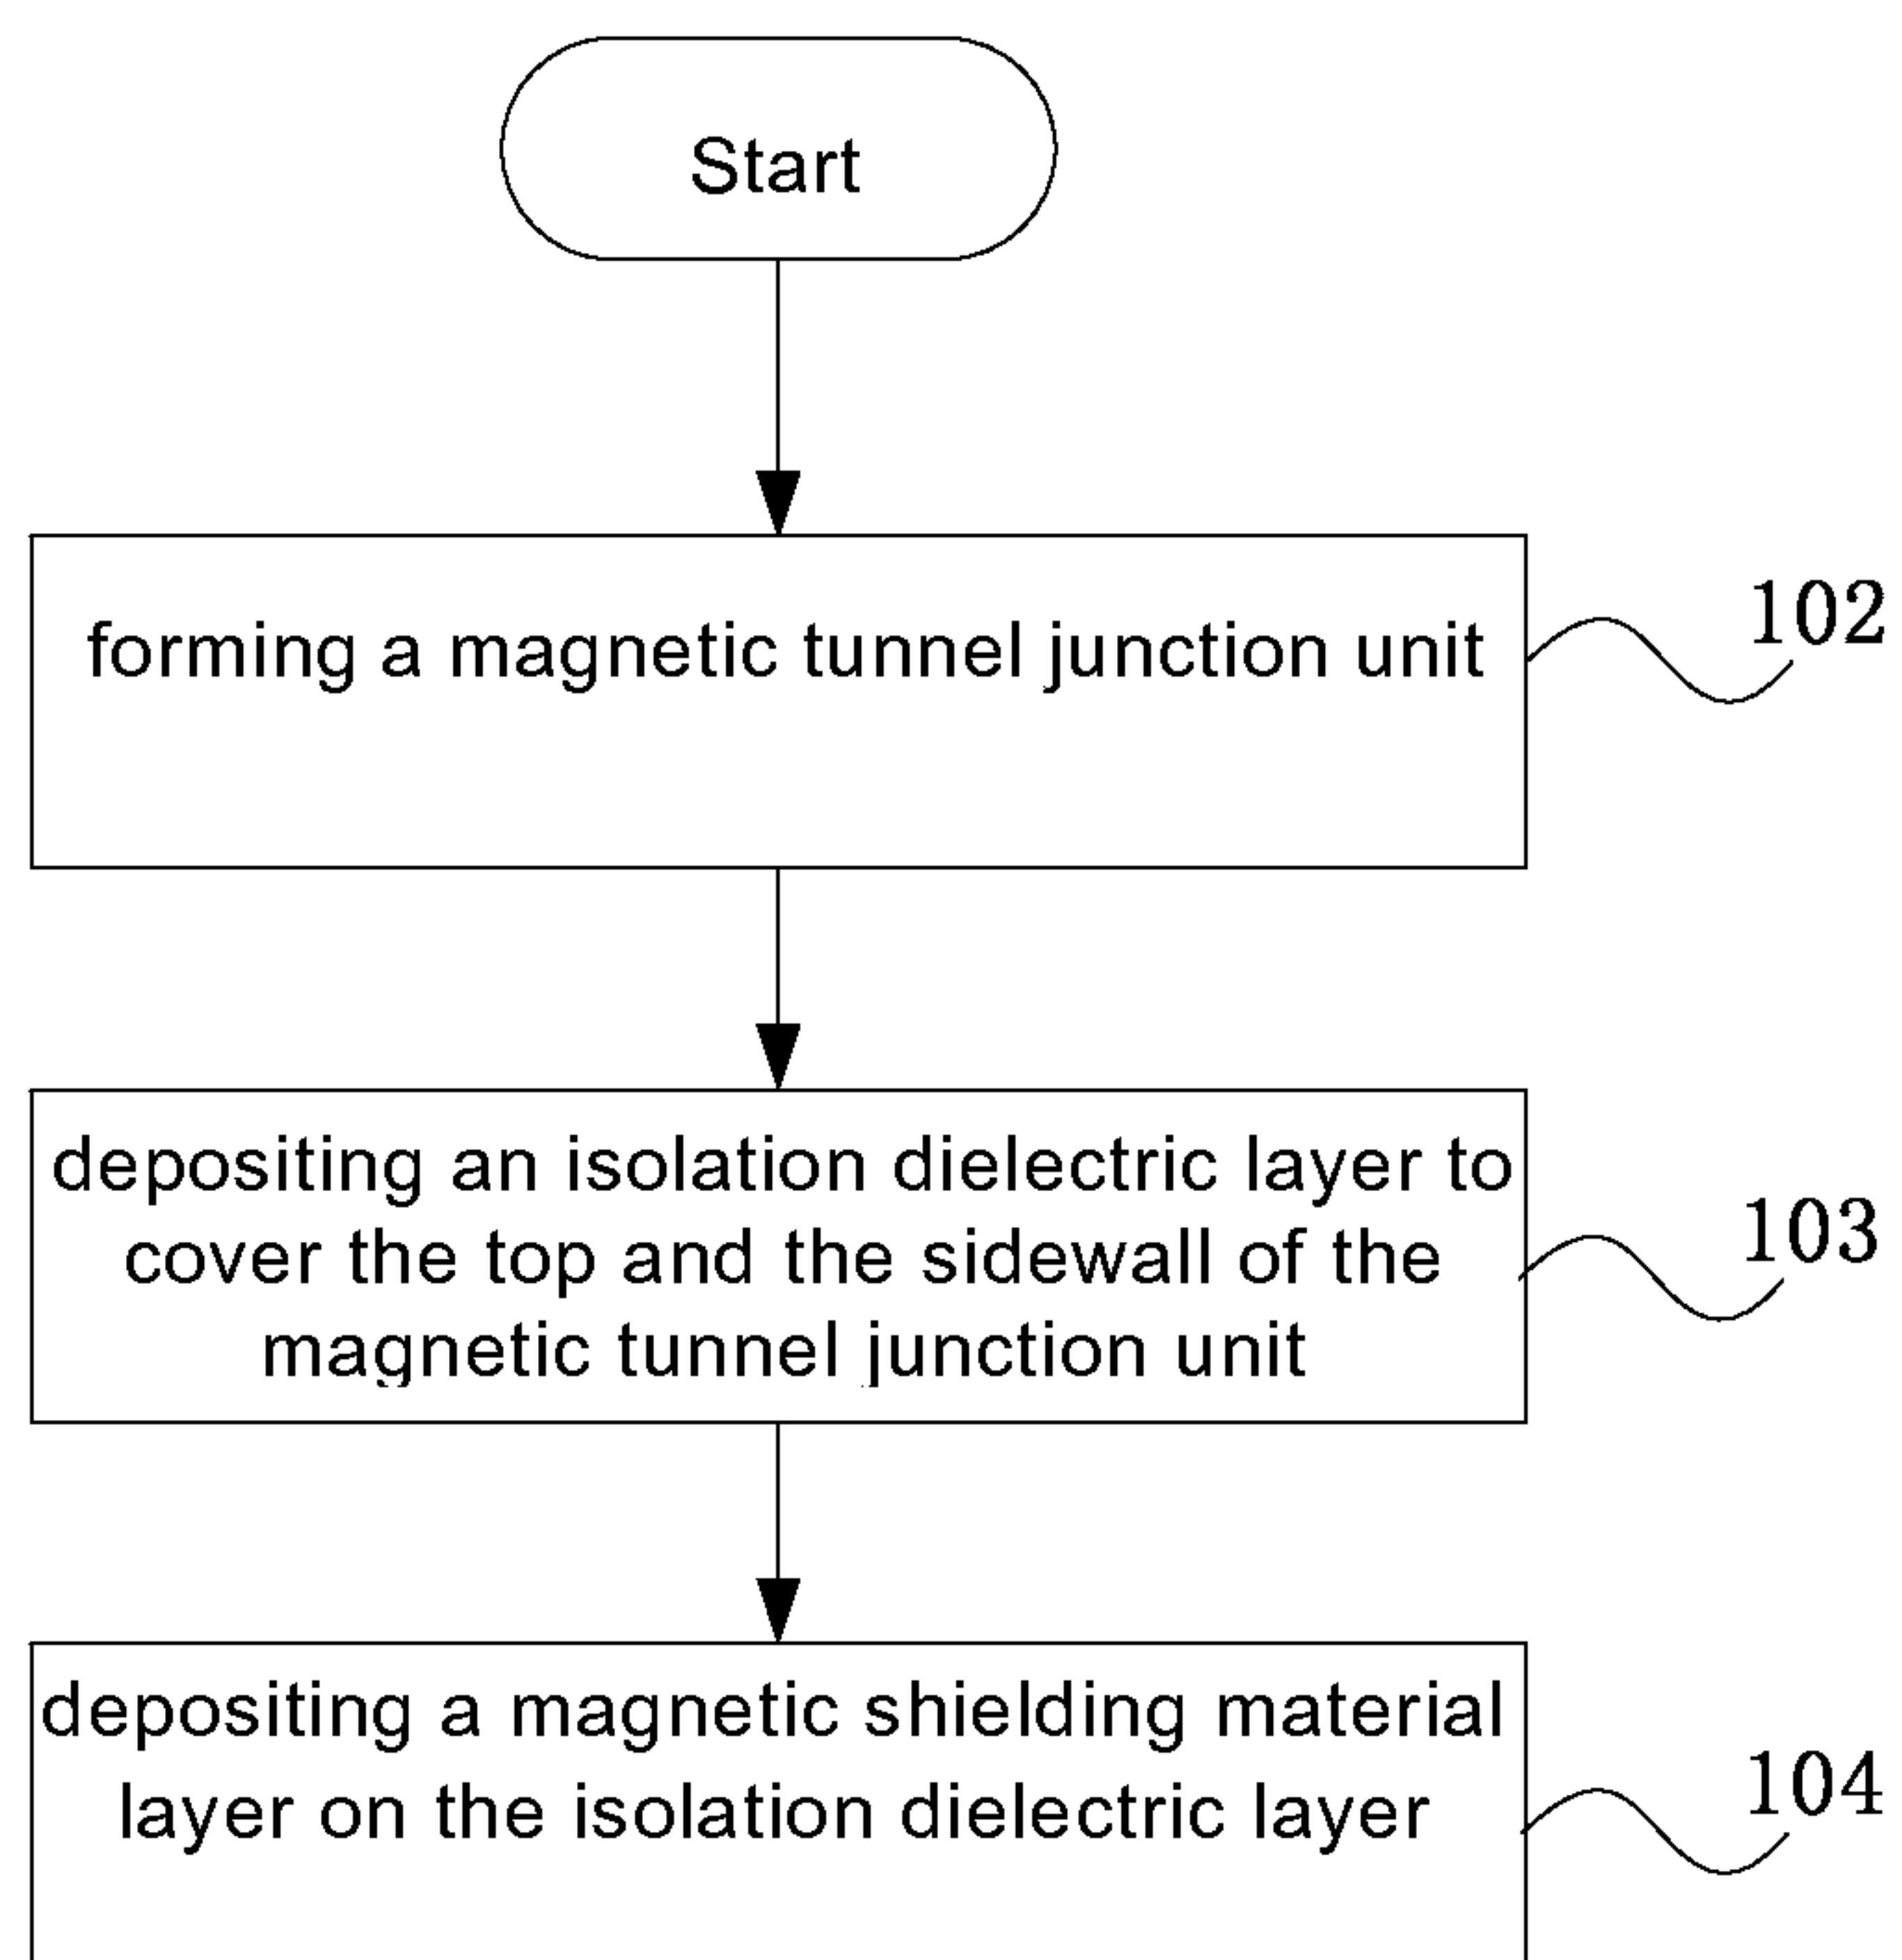 Start
forming a magnetic tunnel junction unit
102
depositing an isolation dielectric layer to
cover the top and the sidewall of the
magnetic tunnel junction unit
103
depositing a magnetic shielding material
layer on the isolation dielectric layer
104